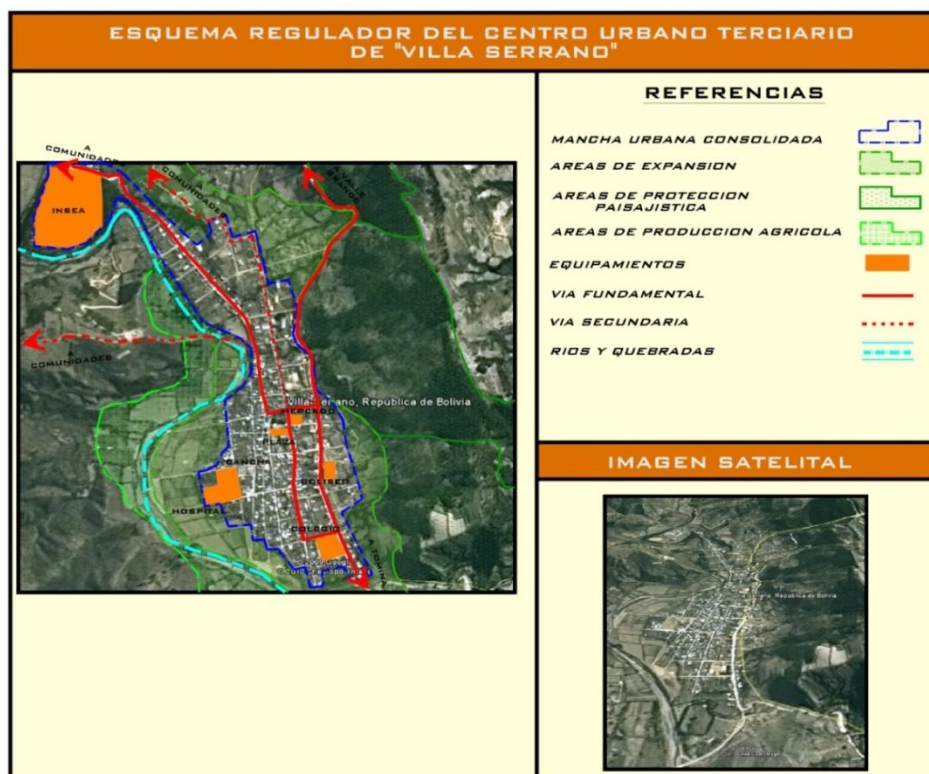 ESQUEMA REGULADOR DEL CENTRO URBANO TERCIARIO
DE "VILLA SERRANO"
A
COMUNIDADES
A
COMUNIDADES
INSEA
A
COMUNIDADES
Villa Serrano, República de Bolivia
MERCADO
PLAZA
CANCHA
COLISEO
HOSPITAL
COLEGIO
A TOMINA
REFERENCIAS
MANCHA URBANA CONSOLIDADA
AREAS DE EXPANSION
AREAS DE PROTECCION
PAISAJISTICA
AREAS DE PRODUCCION AGRICOLA
EQUIPAMIENTOS
VIA FUNDAMENTAL
VIA SECUNDARIA
RIOS Y QUEBRADAS
IMAGEN SATELITAL
República de Bolivia